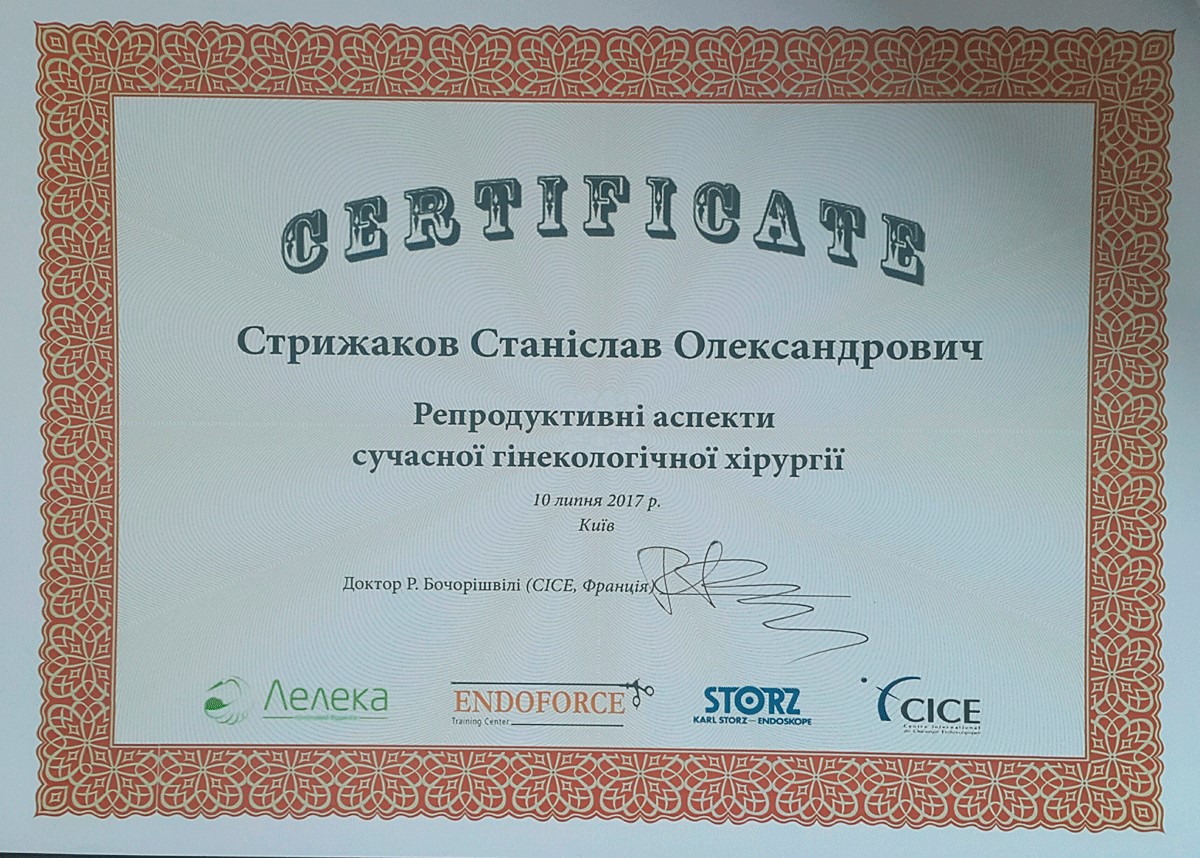 CERTIFICATE
Стрижаков Станіслав Олександрович
Репродуктивні аспекти
сучасної гінекологічної хірургії
10 липня 2017 р.
Київ
Доктор Р. Бочорішвілі (CICE, Франція)
Лелека
ENDOFORCE
Training Center
STORZ
KARL STORZ—ENDOSKOPE
CICE
Centre International
de Chirurgie Endoscopique